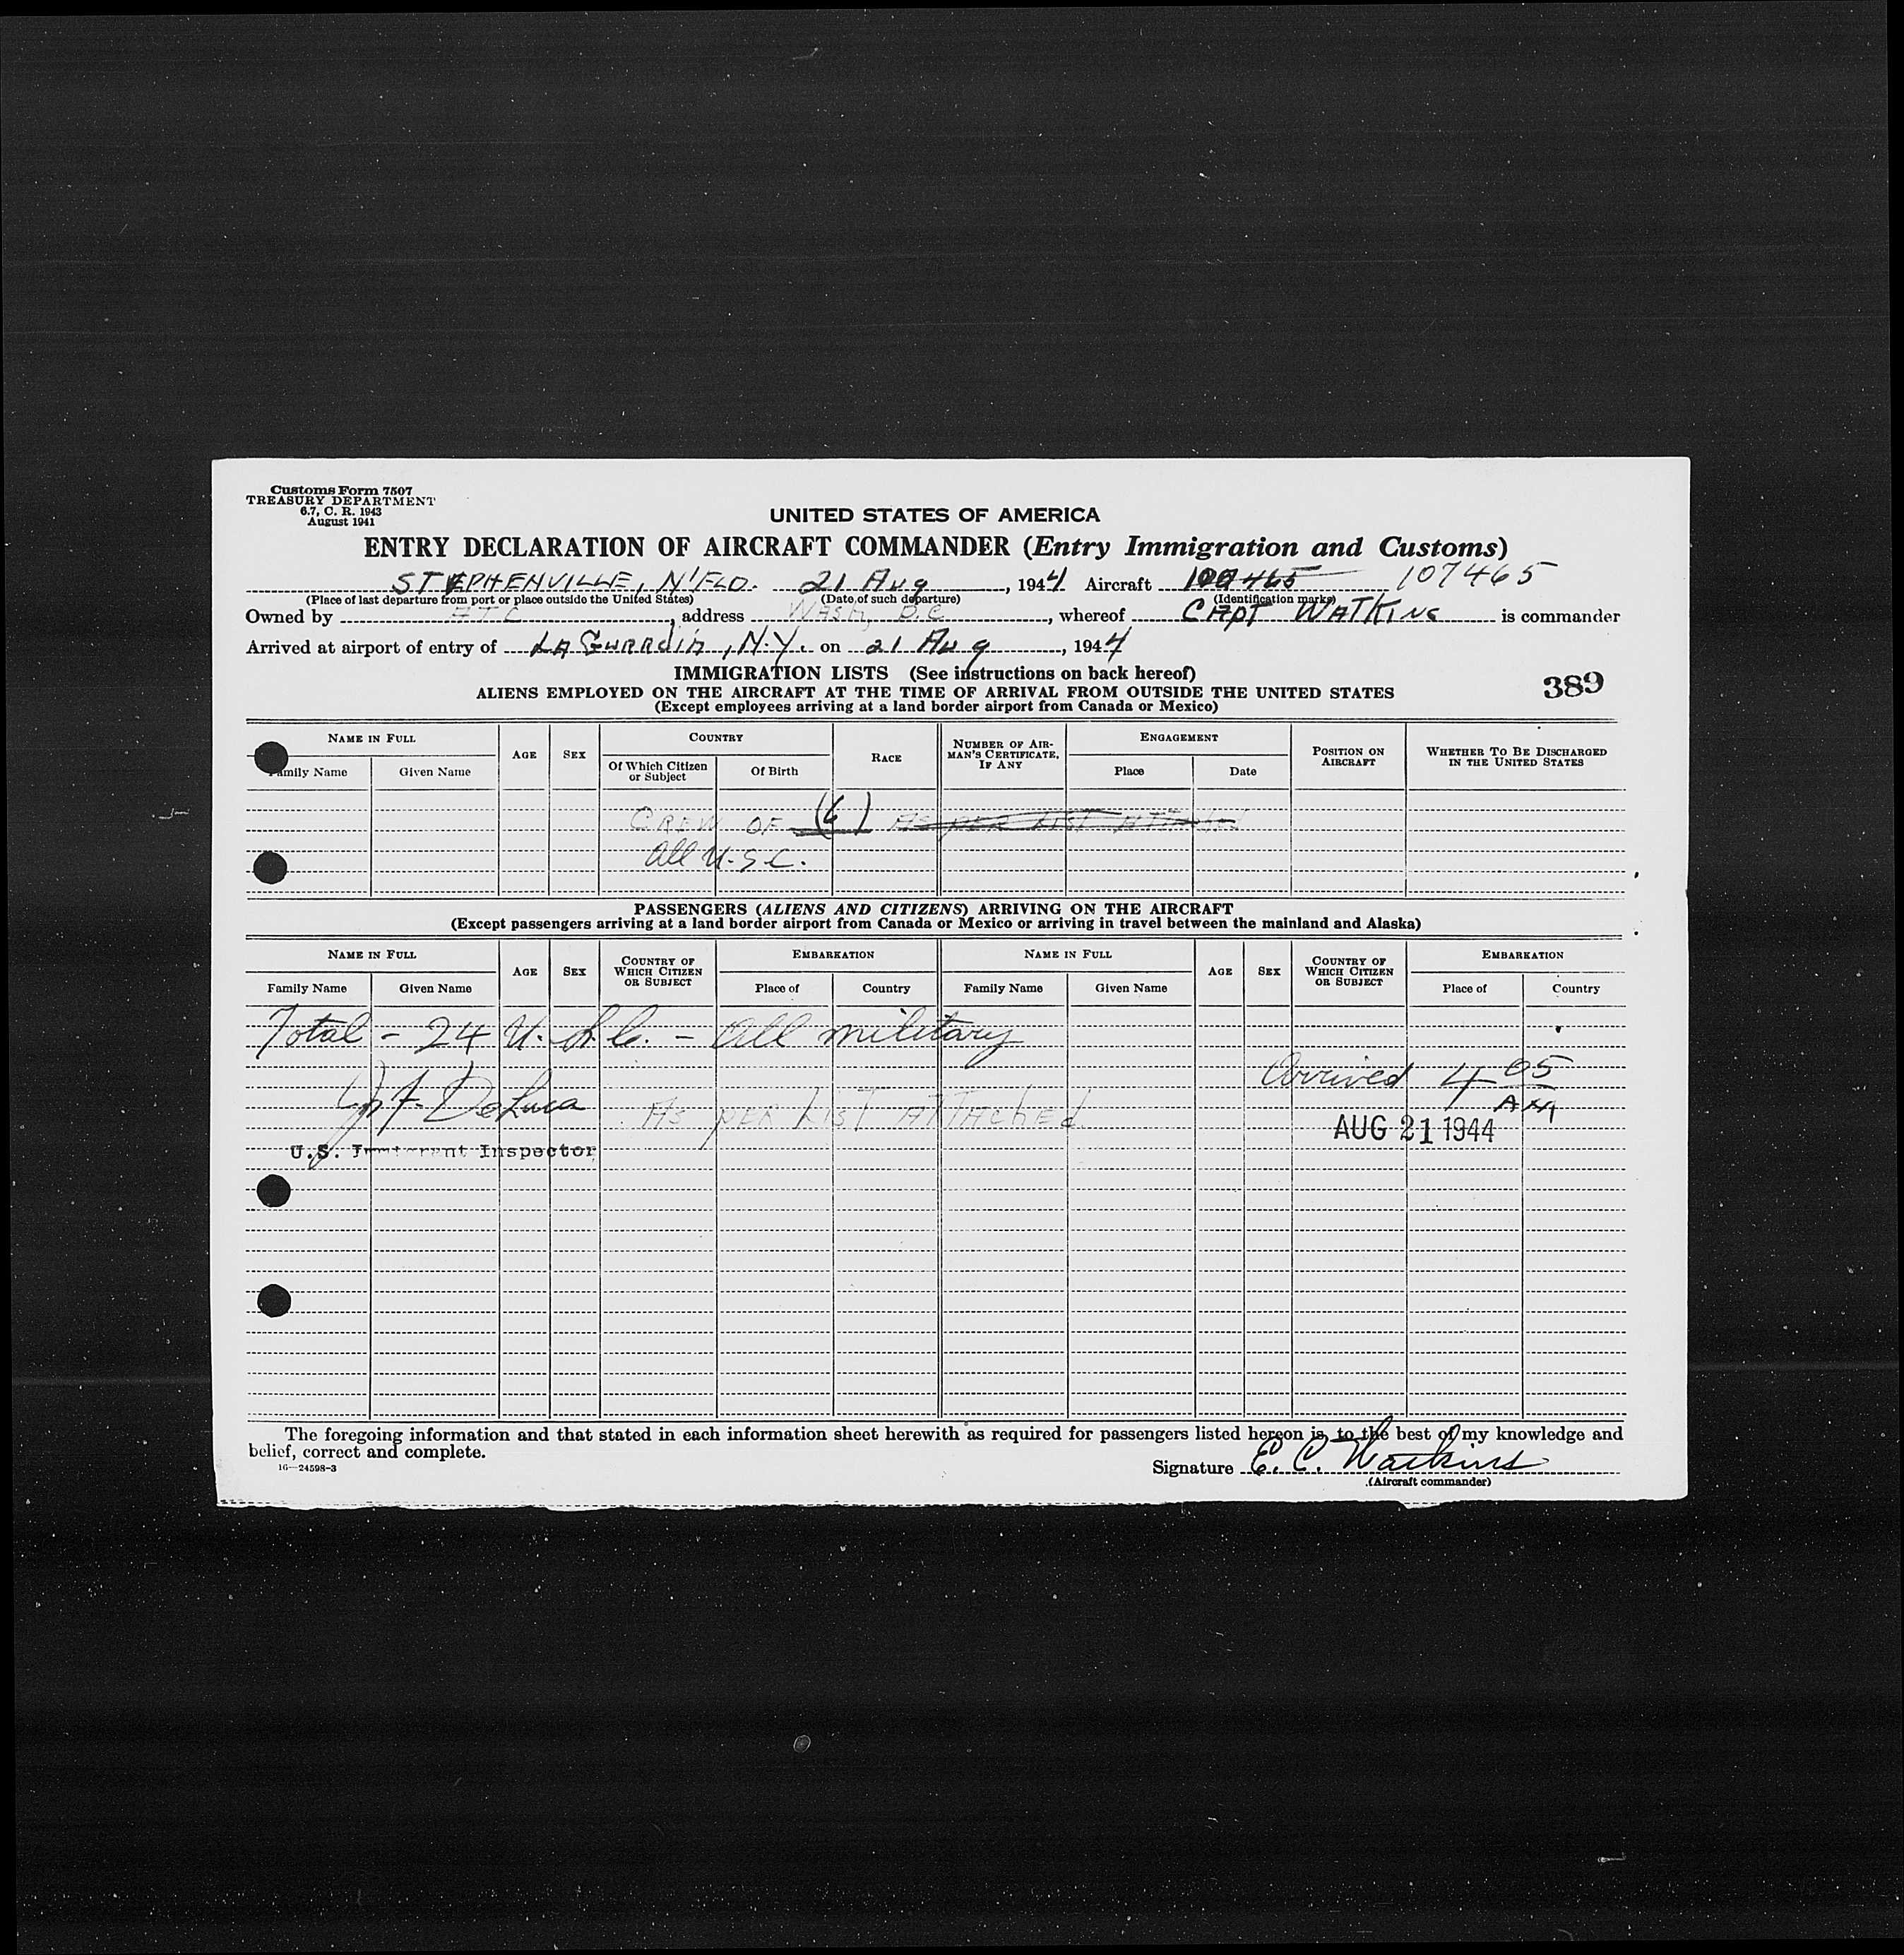 Customs Form 7507
TREASURY DEPARTMENT
6.7, C. R. 1943
August 1941
UNITED STATES OF AMERICA
ENTRY DECLARATION OF AIRCRAFT COMMANDER (Entry Immigration and Customs)
STEPHENVILLE, N'FLD. 21 Aug, 1944 Aircraft 107465
(Place of last departure from port or place outside the United States) (Date of such departure) (Identification marks)
Owned by ATC, address Wash, D.C., whereof CAPT WATKINS is commander
Arrived at airport of entry of LA GUARDIA, N.Y. on 21 Aug, 1944
IMMIGRATION LISTS (See instructions on back hereof)
389
ALIENS EMPLOYED ON THE AIRCRAFT AT THE TIME OF ARRIVAL FROM OUTSIDE THE UNITED STATES
(Except employees arriving at a land border airport from Canada or Mexico)
NAME IN FULL AGE SEX COUNTRY RACE NUMBER OF AIRMAN'S CERTIFICATE, IF ANY ENGAGEMENT POSITION ON AIRCRAFT WHETHER TO BE DISCHARGED IN THE UNITED STATES
Family Name Given Name Of Which Citizen or Subject Of Birth Place Date
CREW OF (6) AS PER LIST ATTACHED
All U.S.C.
PASSENGERS (ALIENS AND CITIZENS) ARRIVING ON THE AIRCRAFT
(Except passengers arriving at a land border airport from Canada or Mexico or arriving in travel between the mainland and Alaska)
NAME IN FULL AGE SEX COUNTRY OF WHICH CITIZEN OR SUBJECT EMBARKATION NAME IN FULL AGE SEX COUNTRY OF WHICH CITIZEN OR SUBJECT EMBARKATION
Family Name Given Name Place of Country Family Name Given Name Place of Country
Total - 24 U.S.C. - All military
Arrived 4 05 AM
DeLuca AS PER LIST ATTACHED
AUG 21 1944
U.S. Immigrant Inspector
The foregoing information and that stated in each information sheet herewith as required for passengers listed hereon is, to the best of my knowledge and
belief, correct and complete.
16—24598-3
Signature E. C. Watkins
(Aircraft commander)